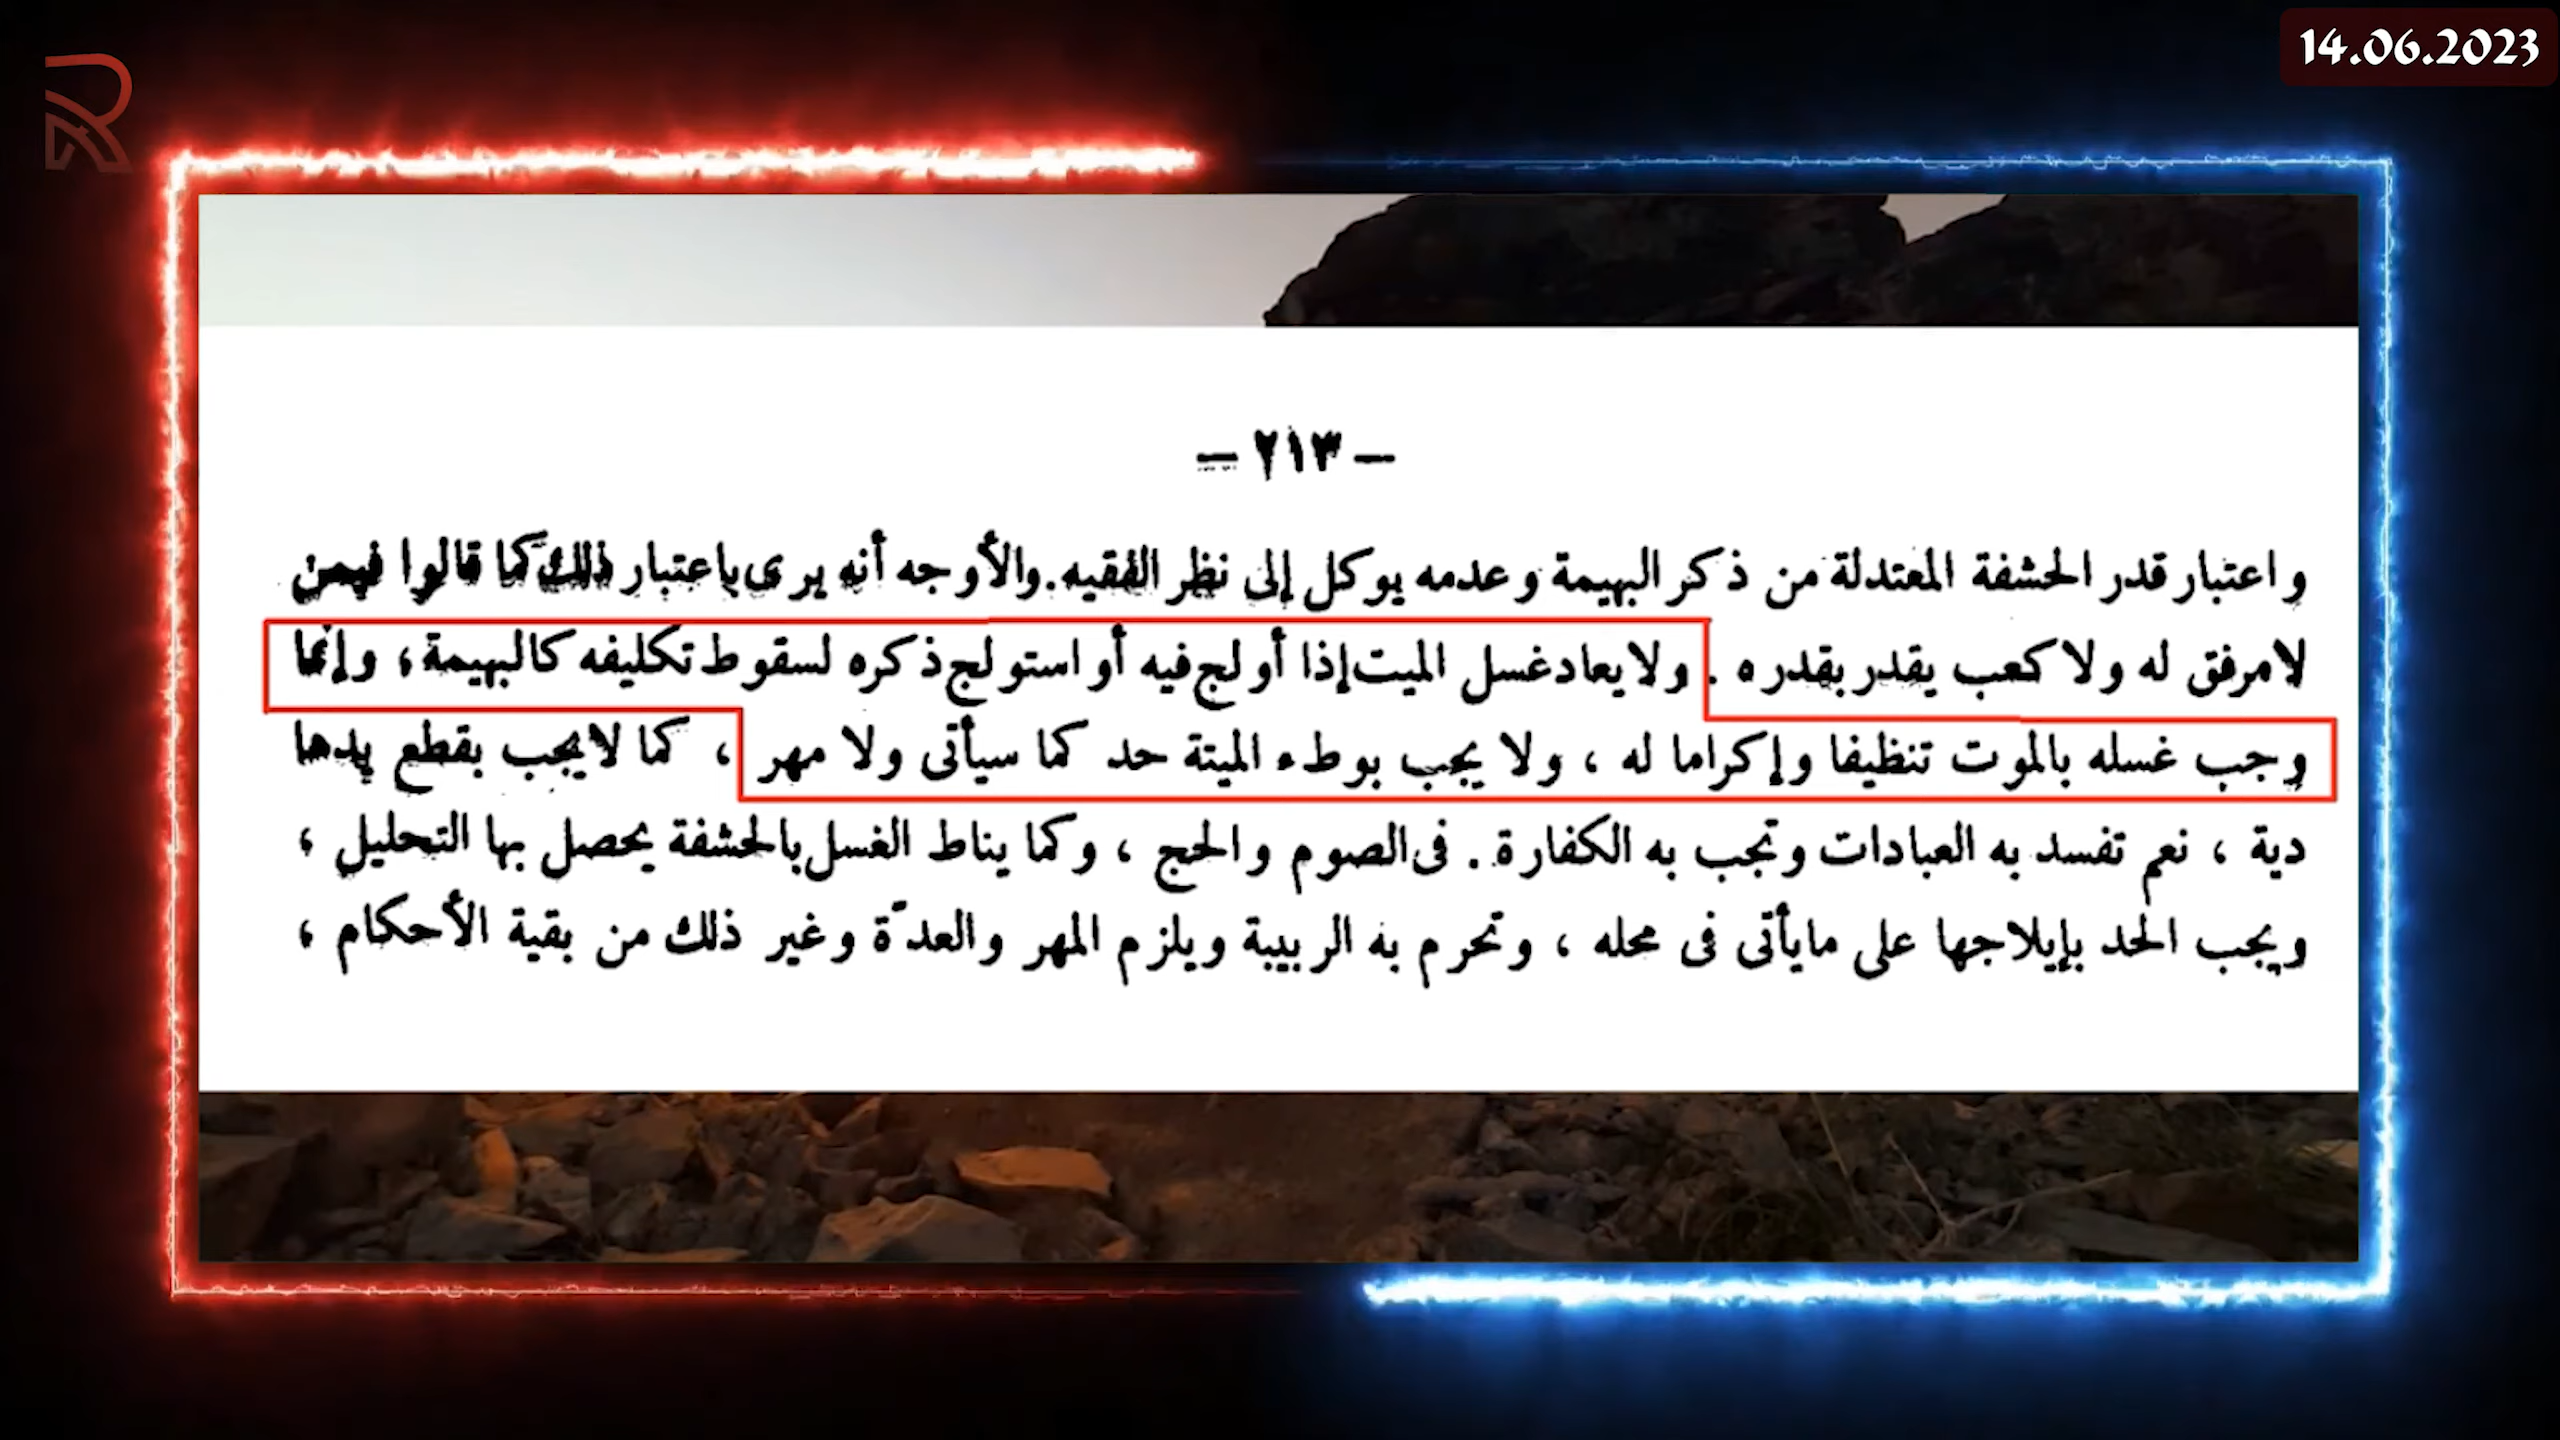 14.06.2023
— ٢١٣ —
واعتبار قدر الحشفة المعتدلة من ذكر البهيمة وعدمه يوكل إلى نظر الفقيه. والأوجه أنه يرى باعتبار ذلك كما قالوا فيمن
لا مرفق له ولا كعب يقدر بقدره . ولا يعاد غسل الميت إذا أولج فيه أو استولج ذكره لسقوط تكليفه كالبهيمة ، وإنما
وجب غسله بالموت تنظيفا وإكراما له ، ولا يجب بوطء الميتة حد كما سيأتى ولا مهر ، كما لا يجب بقطع يدها
دية ، نعم تفسد به العبادات وتجب به الكفارة . فى الصوم والحج ، وكما يناط الغسل بالحشفة يحصل بها التحليل ،
ويجب الحد بإيلاجها على ما يأتى فى محله ، وتحرم به الربيبة ويلزم المهر والعدّة وغير ذلك من بقية الأحكام ،